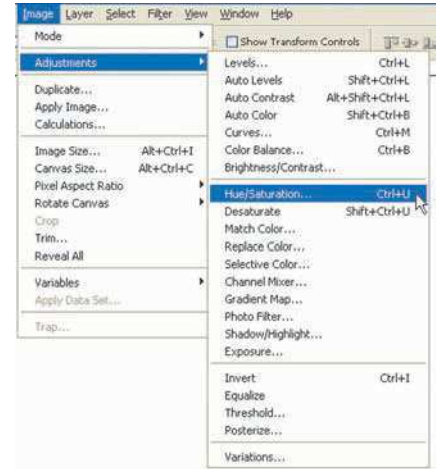 Image Layer Select Filter View Window Help
Mode
Show Transform Controls
Adjustments
Duplicate...
Apply Image...
Calculations...
Image Size... Alt+Ctrl+I
Canvas Size... Alt+Ctrl+C
Pixel Aspect Ratio
Rotate Canvas
Crop
Trim...
Reveal All
Variables
Apply Data Set...
Trap...
Levels... Ctrl+L
Auto Levels Shift+Ctrl+L
Auto Contrast Alt+Shift+Ctrl+L
Auto Color Shift+Ctrl+B
Curves... Ctrl+M
Color Balance... Ctrl+B
Brightness/Contrast...
Hue/Saturation... Ctrl+U
Desaturate Shift+Ctrl+U
Match Color...
Replace Color...
Selective Color...
Channel Mixer...
Gradient Map...
Photo Filter...
Shadow/Highlight...
Exposure...
Invert Ctrl+I
Equalize
Threshold...
Posterize...
Variations...